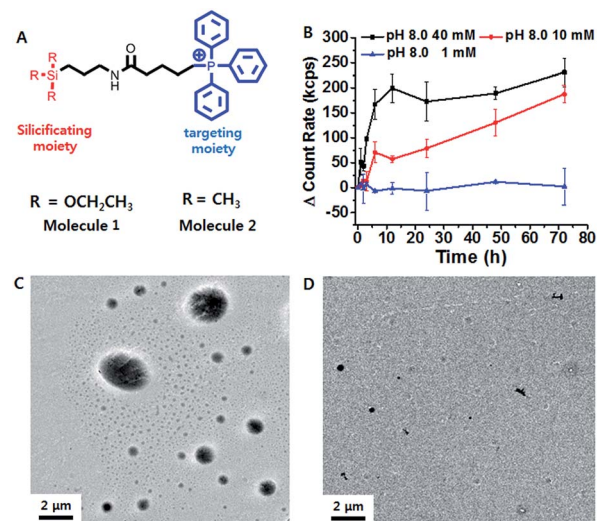 A
R
R-Si
R
O
N
H
P
⊕
Silicificating
moiety
targeting
moiety
R = OCH₂CH₃
Molecule 1
R = CH₃
Molecule 2
B
pH 8.0 40 mM
pH 8.0 10 mM
pH 8.0 1 mM
Δ Count Rate (kcps)
300
250
200
150
100
50
0
-50
0 10 20 30 40 50 60 70 80
Time (h)
C
2 µm
D
2 µm